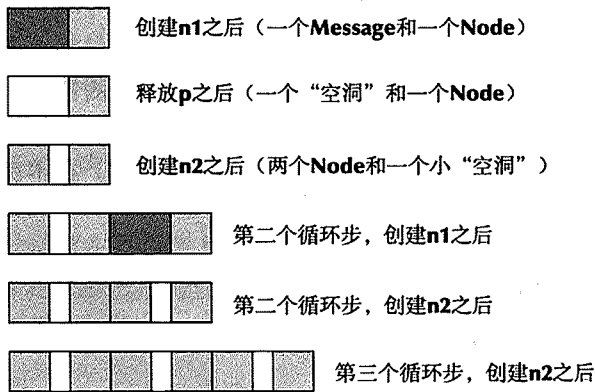 创建n1之后（一个Message和一个Node）
释放p之后（一个“空洞”和一个Node）
创建n2之后（两个Node和一个小“空洞”）
第二个循环步，创建n1之后
第二个循环步，创建n2之后
第三个循环步，创建n2之后